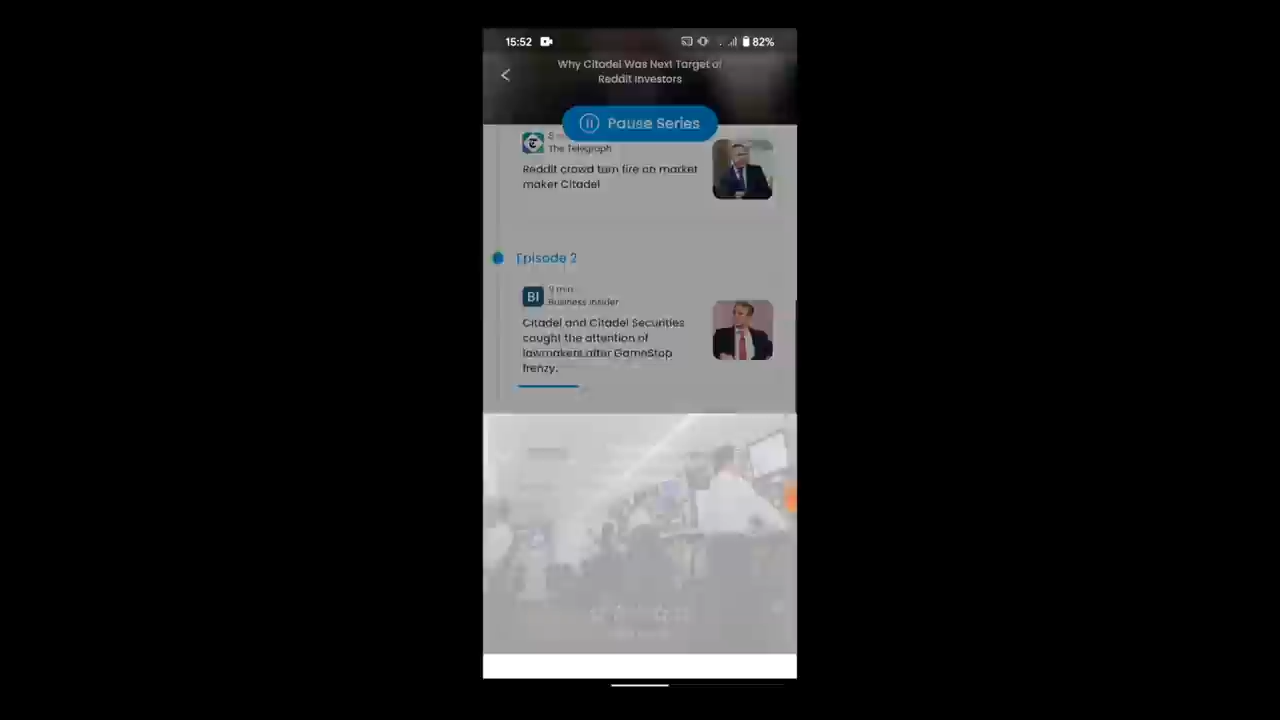 15:52
82%
Why Citadel Was Next Target of
Reddit Investors
Pause Series
8
The Telegraph
Reddit crowd turn fire on market
maker Citadel
Episode 2
BI
9 min
Business Insider
Citadel and Citadel Securities
caught the attention of
lawmakers after GameStop
frenzy.